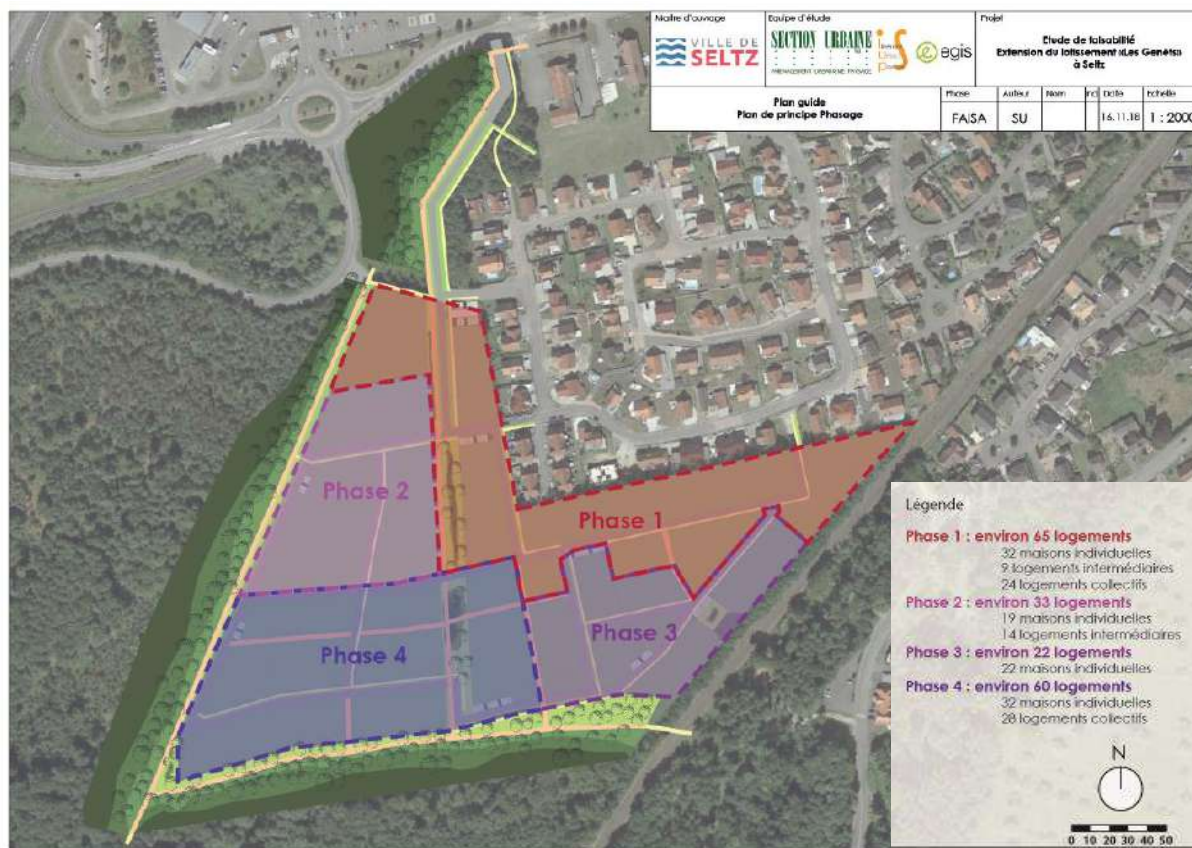 Maître d'ouvrage
VILLE DE
SELTZ
Equipe d'étude
SECTION URBAINE
egis
Projet
Etude de faisabilité
Extension du lotissement «Les Genêts»
à Seltz
Plan guide
Plan de principe Phasage
Phase
Auteur
Nom
Ind
Date
Echelle
FAISA
SU
16.11.18
1 : 2000
Phase 2
Phase 1
Phase 3
Phase 4
Légende
Phase 1 : environ 65 logements
32 maisons individuelles
9 logements intermédiaires
24 logements collectifs
Phase 2 : environ 33 logements
19 maisons individuelles
14 logements intermédiaires
Phase 3 : environ 22 logements
22 maisons individuelles
Phase 4 : environ 60 logements
32 maisons individuelles
28 logements collectifs
N
0 10 20 30 40 50